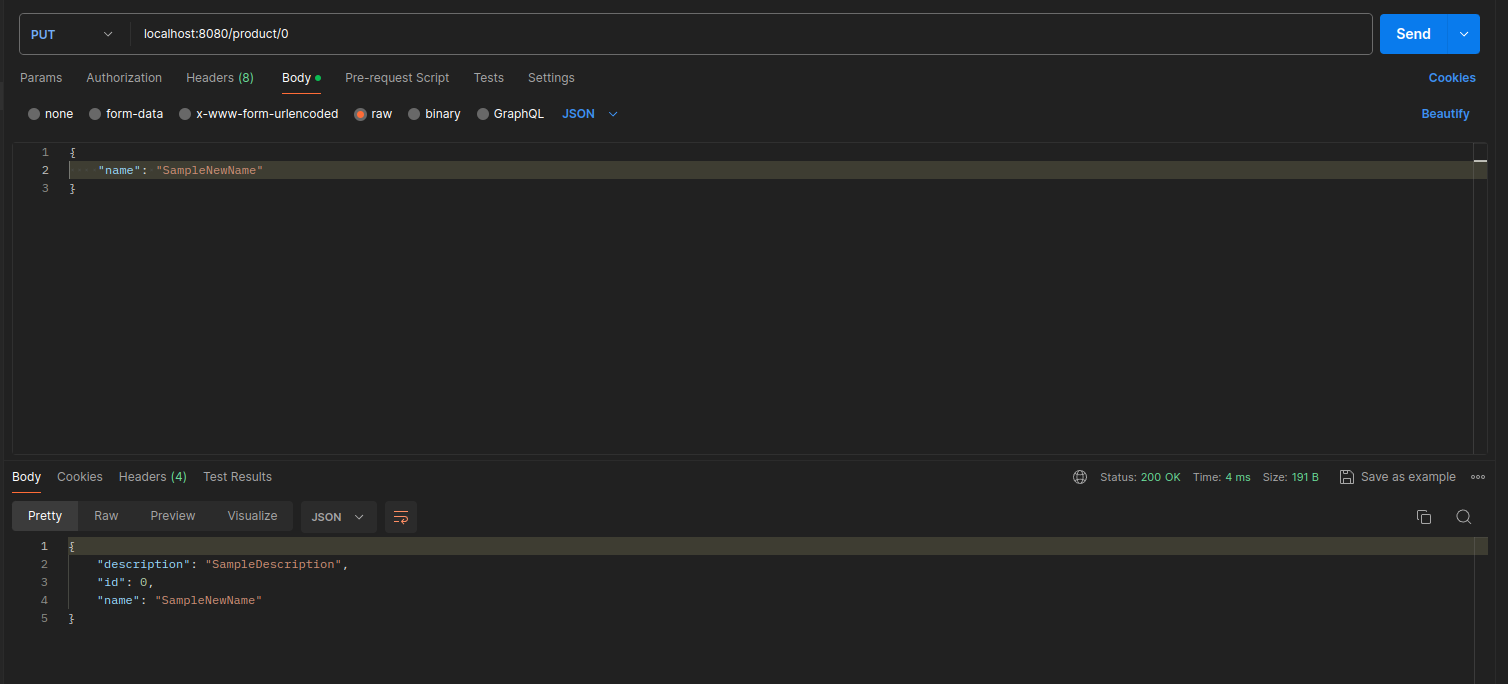 PUT localhost:8080/product/0 Send
Params Authorization Headers (8) Body Pre-request Script Tests Settings Cookies
none form-data x-www-form-urlencoded raw binary GraphQL JSON Beautify
1 {
2 ····"name":·"SampleNewName"
3 }
Body Cookies Headers (4) Test Results Status: 200 OK Time: 4 ms Size: 191 B Save as example
Pretty Raw Preview Visualize JSON
1 {
2 "description": "SampleDescription",
3 "id": 0,
4 "name": "SampleNewName"
5 }